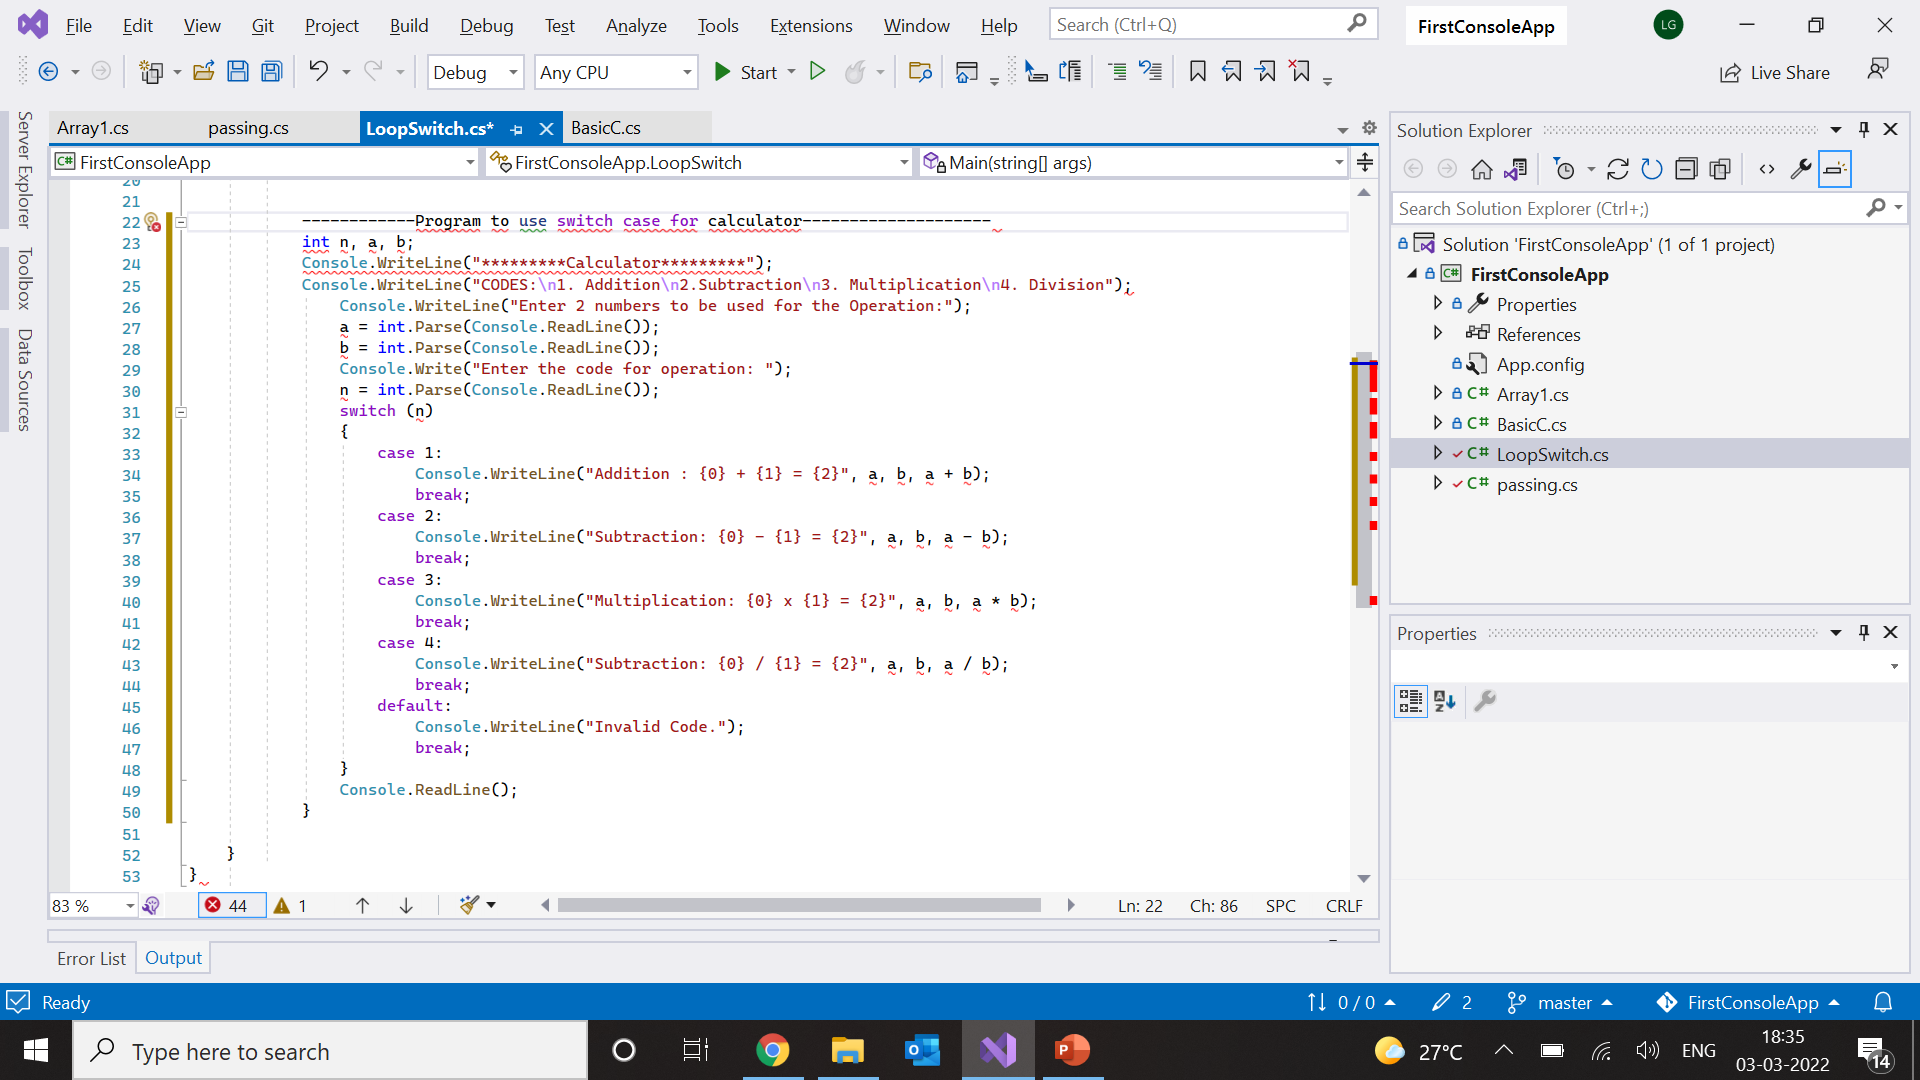 File Edit View Git Project Build Debug Test Analyze Tools Extensions Window Help Search (Ctrl+Q) FirstConsoleApp LG
Debug Any CPU Start Live Share
Server Explorer
Toolbox
Data Sources
Array1.cs passing.cs LoopSwitch.cs* BasicC.cs
C# FirstConsoleApp FirstConsoleApp.LoopSwitch Main(string[] args)
20
21
22 ------------Program to use switch case for calculator--------------------
23 int n, a, b;
24 Console.WriteLine("*********Calculator*********");
25 Console.WriteLine("CODES:\n1. Addition\n2.Subtraction\n3. Multiplication\n4. Division");
26 Console.WriteLine("Enter 2 numbers to be used for the Operation:");
27 a = int.Parse(Console.ReadLine());
28 b = int.Parse(Console.ReadLine());
29 Console.Write("Enter the code for operation: ");
30 n = int.Parse(Console.ReadLine());
31 switch (n)
32 {
33 case 1:
34 Console.WriteLine("Addition : {0} + {1} = {2}", a, b, a + b);
35 break;
36 case 2:
37 Console.WriteLine("Subtraction: {0} - {1} = {2}", a, b, a - b);
38 break;
39 case 3:
40 Console.WriteLine("Multiplication: {0} x {1} = {2}", a, b, a * b);
41 break;
42 case 4:
43 Console.WriteLine("Subtraction: {0} / {1} = {2}", a, b, a / b);
44 break;
45 default:
46 Console.WriteLine("Invalid Code.");
47 break;
48 }
49 Console.ReadLine();
50 }
51
52 }
53 }
83 % 44 1 Ln: 22 Ch: 86 SPC CRLF
Error List Output
Solution Explorer
Search Solution Explorer (Ctrl+;)
Solution 'FirstConsoleApp' (1 of 1 project)
C# FirstConsoleApp
Properties
References
App.config
C# Array1.cs
C# BasicC.cs
C# LoopSwitch.cs
C# passing.cs
Properties
Ready 0 / 0 2 master FirstConsoleApp
Type here to search 27°C ENG 18:35
03-03-2022 14